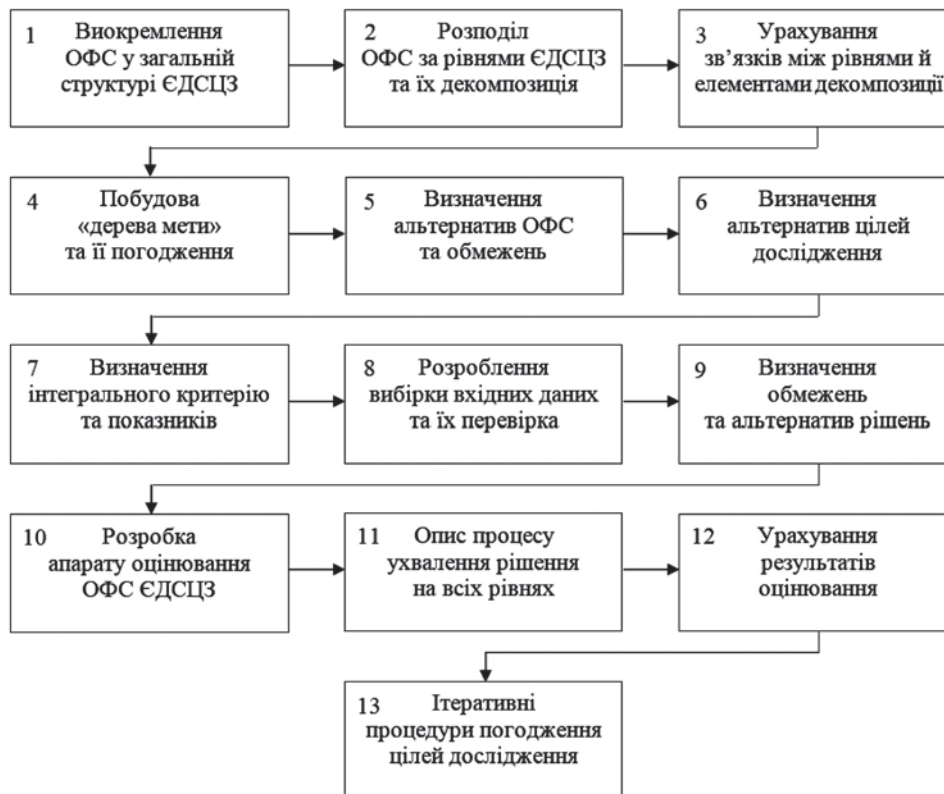 1 Виокремлення
ОФС у загальній
структурі ЄДСЦЗ
2 Розподіл
ОФС за рівнями ЄДСЦЗ
та їх декомпозиція
3 Урахування
зв’язків між рівнями й
елементами декомпозиції
4 Побудова
«дерева мети»
та її погодження
5 Визначення
альтернатив ОФС
та обмежень
6 Визначення
альтернатив цілей
дослідження
7 Визначення
інтегрального критерію
та показників
8 Розроблення
вибірки вхідних даних
та їх перевірка
9 Визначення
обмежень
та альтернатив рішень
10 Розробка
апарату оцінювання
ОФС ЄДСЦЗ
11 Опис процесу
ухвалення рішення
на всіх рівнях
12 Урахування
результатів
оцінювання
13 Ітеративні
процедури погодження
цілей дослідження